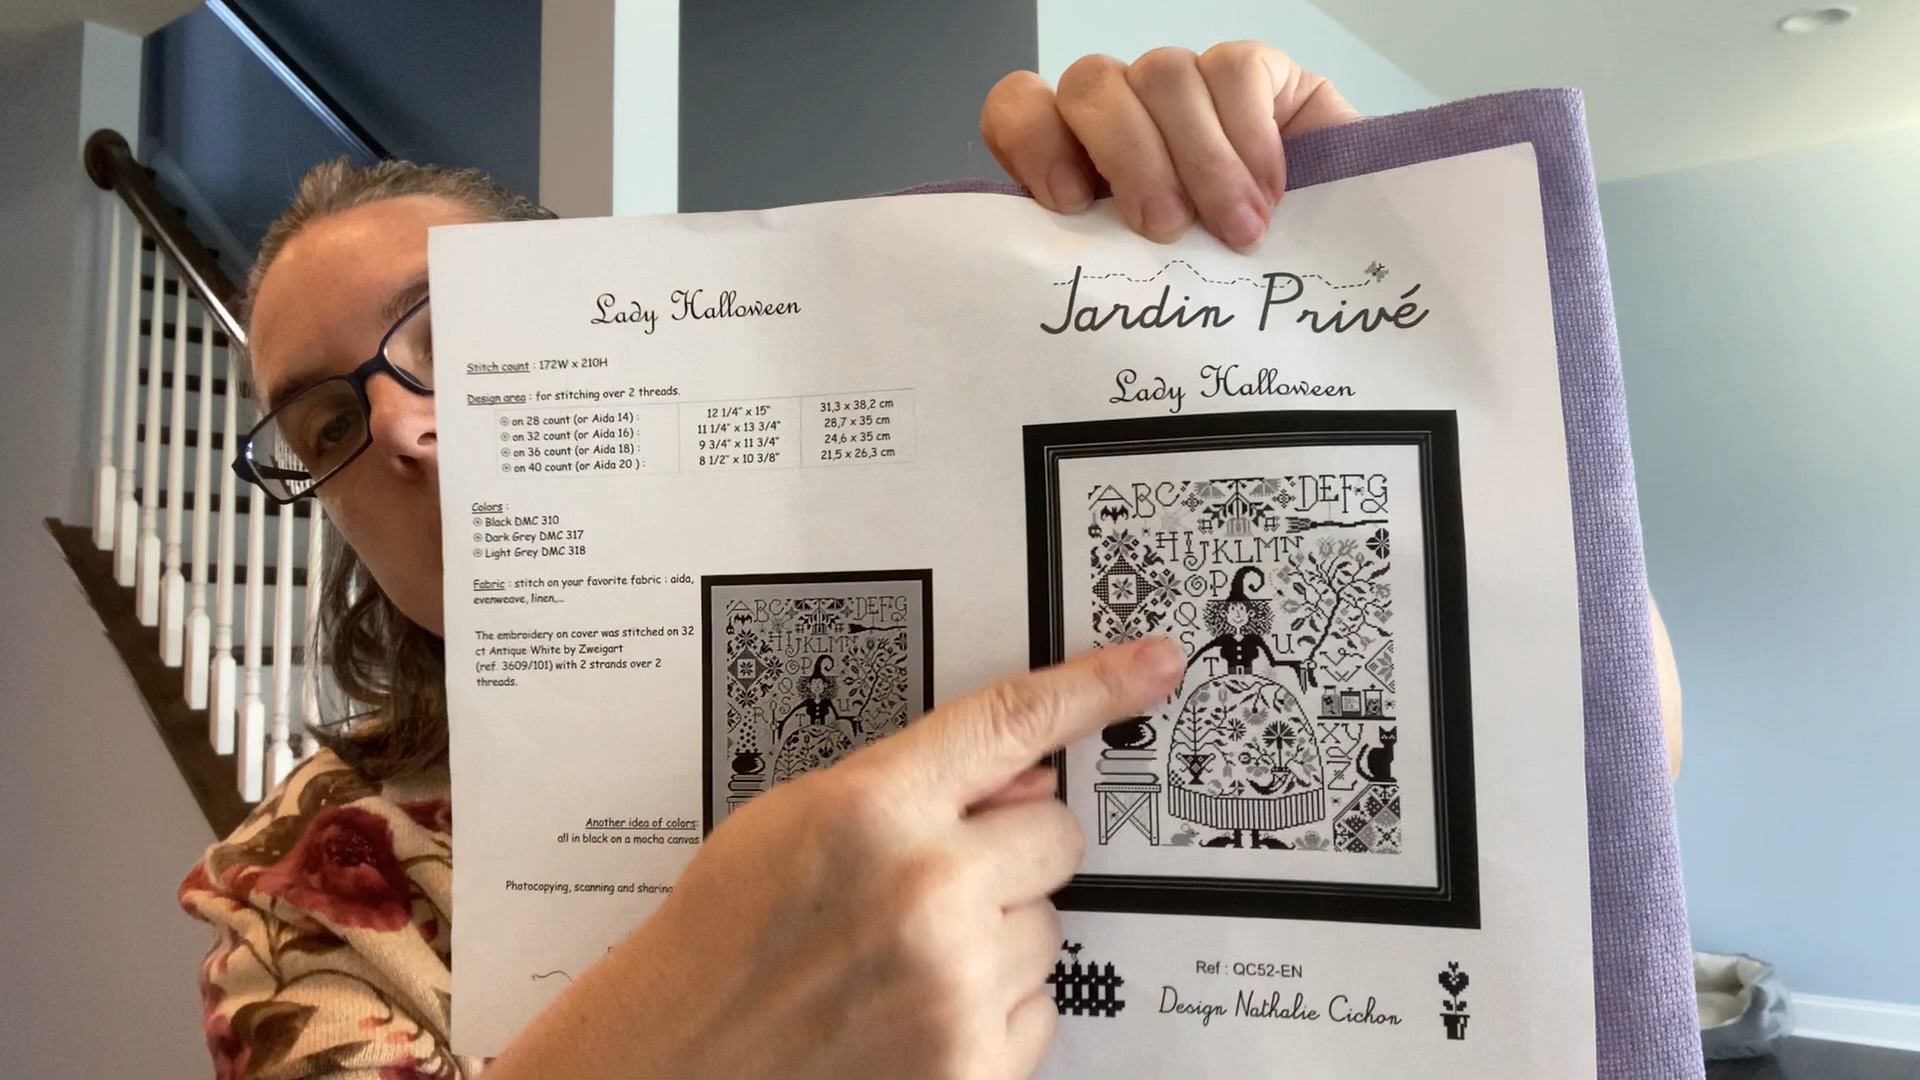 Lady Halloween
Stitch count : 172W x 210H
Design area : for stitching over 2 threads.
on 28 count (or Aida 14) : 12 1/4" x 15" 31,3 x 38,2 cm
on 32 count (or Aida 16) : 11 1/4" x 13 3/4" 28,7 x 35 cm
on 36 count (or Aida 18) : 9 3/4" x 11 3/4" 24,6 x 35 cm
on 40 count (or Aida 20 ) : 8 1/2" x 10 3/8" 21,5 x 26,3 cm
Colors :
Black DMC 310
Dark Grey DMC 317
Light Grey DMC 318
Fabric : stitch on your favorite fabric : aida,
evenweave, linen,...
The embroidery on cover was stitched on 32
ct Antique White by Zweigart
(ref. 3609/101) with 2 strands over 2
threads.
ABC DEFG
HIJKLMN
OP
Q
R S T U
Another idea of colors:
all in black on a mocha canvas
Photocopying, scanning and sharing
Jardin Privé
Lady Halloween
ABC DEFG
HIJKLMN
OP
Q
S T U
V
XY
Z
Ref : QC52-EN
Design Nathalie Cichon